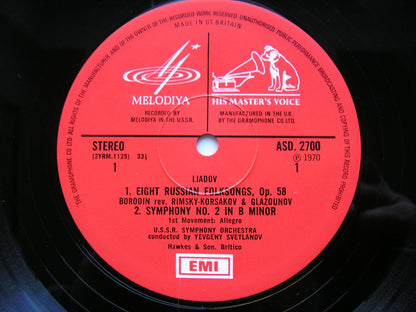 MADE IN GT. BRITAIN
THE GRAMOPHONE CO LTD. ALL RIGHTS OF THE MANUFACTURER AND OF THE OWNER OF THE RECORDED WORK RESERVED-UNAUTHORISED PUBLIC PERFORMANCE BROADCASTING AND COPYING OF THIS RECORD PROHIBITED
MELODIYA
HIS MASTER'S VOICE
RECORDED BY MANUFACTURED IN THE U.K.
MELODIYA IN THE U.S.S.R. BY THE GRAMOPHONE CO LTD.
STEREO ASD. 2700
(2YRM.1125) 33⅓ ℗ 1970
1 LIADOV 1
1. EIGHT RUSSIAN FOLKSONGS, Op. 58
BORODIN rev. RIMSKY-KORSAKOV & GLAZOUNOV
2. SYMPHONY NO. 2 IN B MINOR
1st Movement: Allegro
U.S.S.R. SYMPHONY ORCHESTRA
conducted by YEVGENY SVETLANOV
Hawkes & Son. Britico
EMI